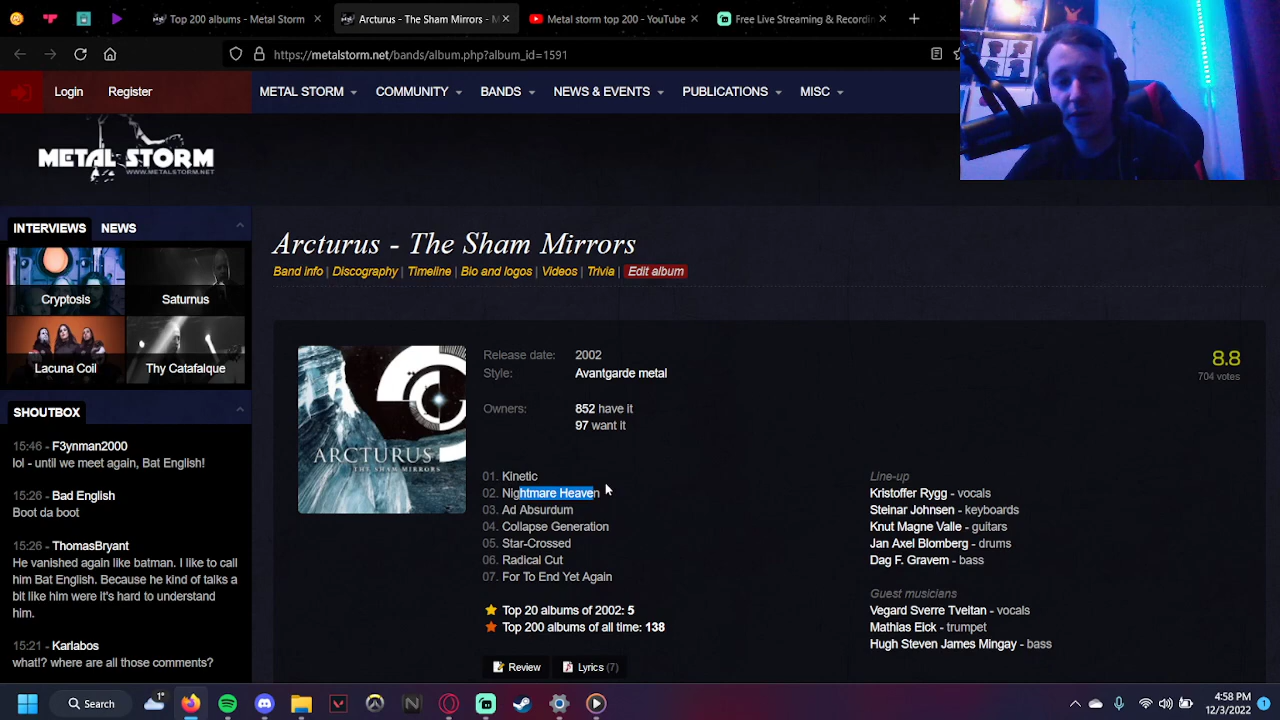 Top 200 albums - Metal Storm
Arcturus - The Sham Mirrors - M
Metal storm top 200 - YouTube
Free Live Streaming & Recordin
https://metalstorm.net/bands/album.php?album_id=1591
Login
Register
METAL STORM
COMMUNITY
BANDS
NEWS & EVENTS
PUBLICATIONS
MISC
METAL STORM
WWW.METALSTORM.NET
INTERVIEWS
NEWS
Cryptosis
Saturnus
Lacuna Coil
Thy Catafalque
SHOUTBOX
15:46 - F3ynman2000
lol - until we meet again, Bat English!
15:26 - Bad English
Boot da boot
15:26 - ThomasBryant
He vanished again like batman. I like to call
him Bat English. Because he kind of talks a
bit like him were it's hard to understand
him.
15:21 - Karlabos
what!? where are all those comments?
Arcturus - The Sham Mirrors
Band info | Discography | Timeline | Bio and logos | Videos | Trivia | Edit album
ARCTURUS
THE SHAM MIRRORS
Release date: 2002
Style: Avantgarde metal
Owners: 852 have it
97 want it
8.8
704 votes
01. Kinetic
02. Nightmare Heaven
03. Ad Absurdum
04. Collapse Generation
05. Star-Crossed
06. Radical Cut
07. For To End Yet Again
Top 20 albums of 2002: 5
Top 200 albums of all time: 138
Review
Lyrics (7)
Line-up
Kristoffer Rygg - vocals
Steinar Johnsen - keyboards
Knut Magne Valle - guitars
Jan Axel Blomberg - drums
Dag F. Gravem - bass
Guest musicians
Vegard Sverre Tveitan - vocals
Mathias Eick - trumpet
Hugh Steven James Mingay - bass
Search
4:58 PM
12/3/2022